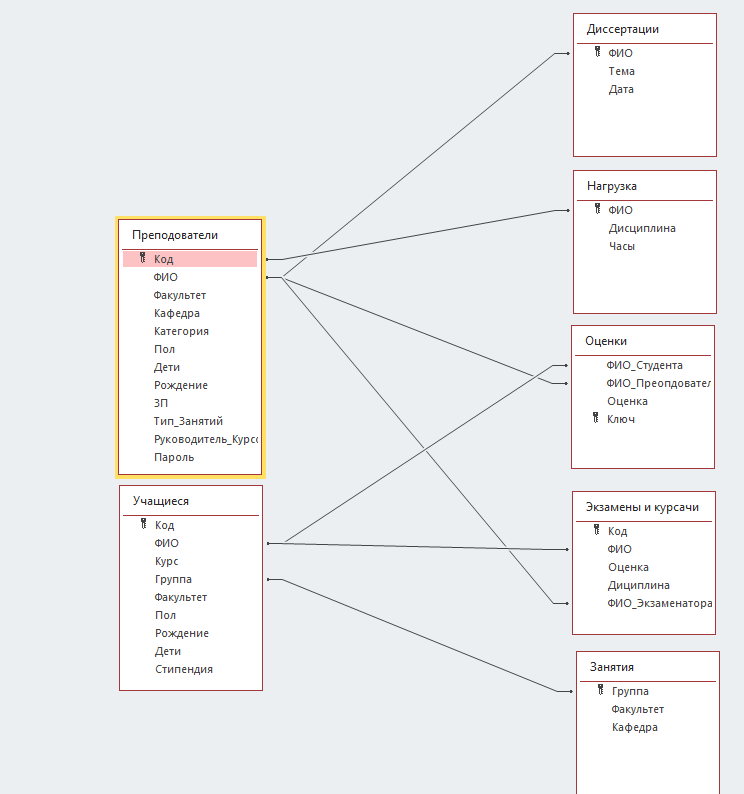 Преподователи
Код
ФИО
Факультет
Кафедра
Категория
Пол
Дети
Рождение
ЗП
Тип_Занятий
Руководитель_Курсо
Пароль
Учащиеся
Код
ФИО
Курс
Группа
Факультет
Пол
Рождение
Дети
Стипендия
Диссертации
ФИО
Тема
Дата
Нагрузка
ФИО
Дисциплина
Часы
Оценки
ФИО_Студента
ФИО_Преопдовател
Оценка
Ключ
Экзамены и курсачи
Код
ФИО
Оценка
Дициплина
ФИО_Экзаменатора
Занятия
Группа
Факультет
Кафедра